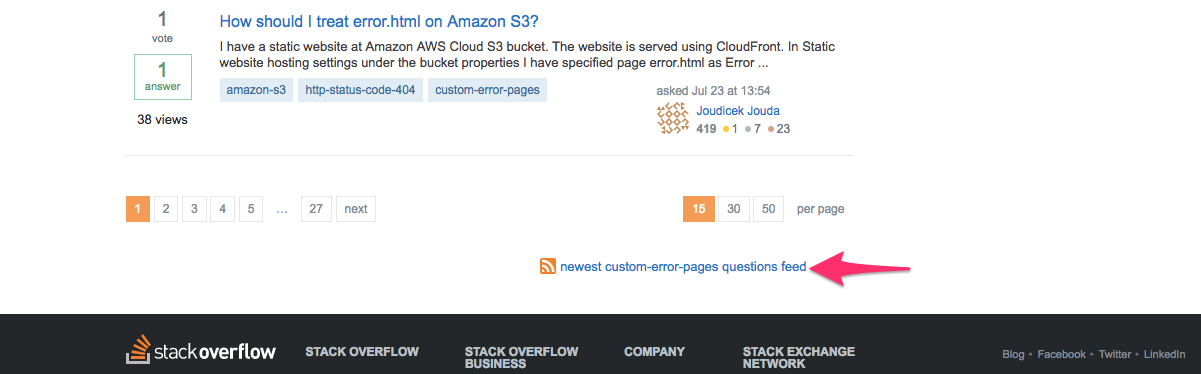 1
vote
1
answer
38 views
How should I treat error.html on Amazon S3?
I have a static website at Amazon AWS Cloud S3 bucket. The website is served using CloudFront. In Static
website hosting settings under the bucket properties I have specified page error.html as Error ...
amazon-s3 http-status-code-404 custom-error-pages
asked Jul 23 at 13:54
Joudicek Jouda
419 ● 1 ● 7 ● 23
1 2 3 4 5 ... 27 next
15 30 50 per page
newest custom-error-pages questions feed
stack overflow
STACK OVERFLOW
STACK OVERFLOW
BUSINESS
COMPANY
STACK EXCHANGE
NETWORK
Blog • Facebook • Twitter • LinkedIn